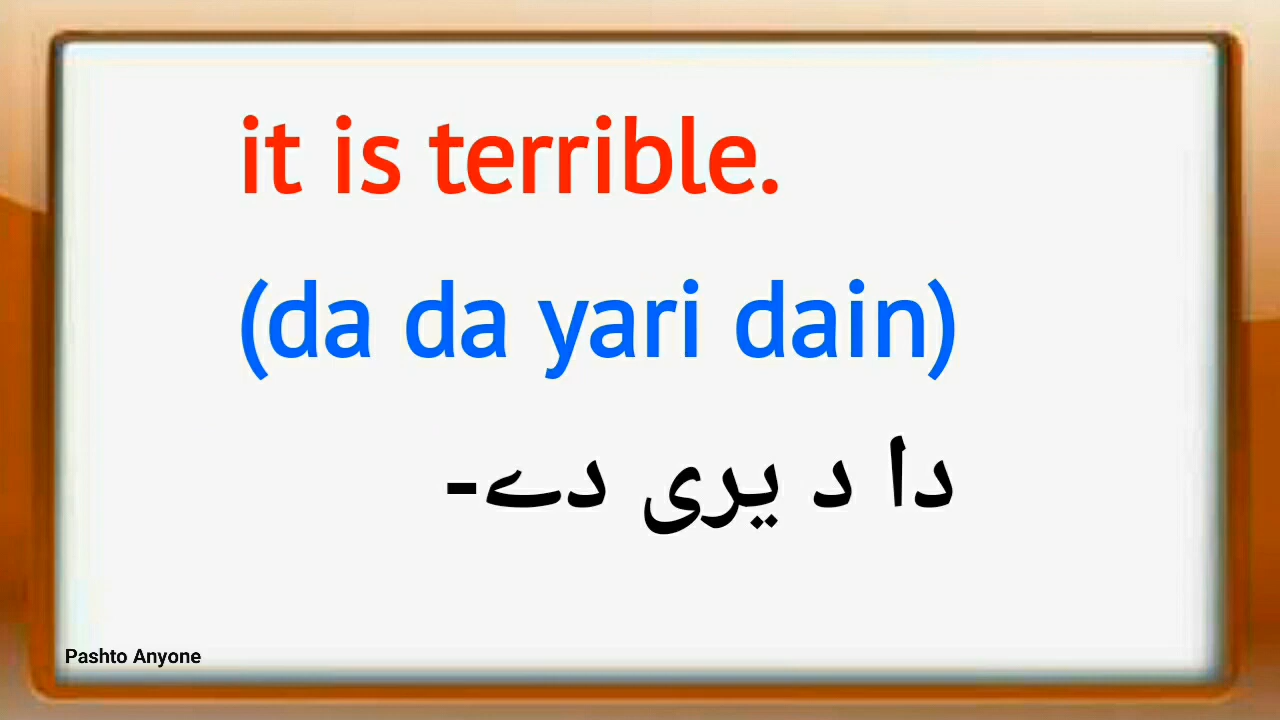 it is terrible.
(da da yari dain)
دا د یری دے-
Pashto Anyone